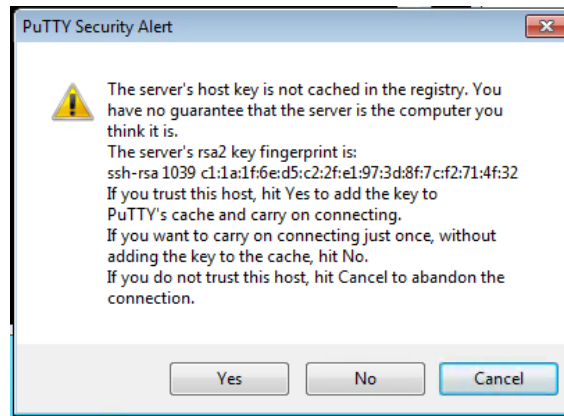 PuTTY Security Alert
The server's host key is not cached in the registry. You
have no guarantee that the server is the computer you
think it is.
The server's rsa2 key fingerprint is:
ssh-rsa 1039 c1:1a:1f:6e:d5:c2:2f:e1:97:3d:8f:7c:f2:71:4f:32
If you trust this host, hit Yes to add the key to
PuTTY's cache and carry on connecting.
If you want to carry on connecting just once, without
adding the key to the cache, hit No.
If you do not trust this host, hit Cancel to abandon the
connection.
Yes No Cancel